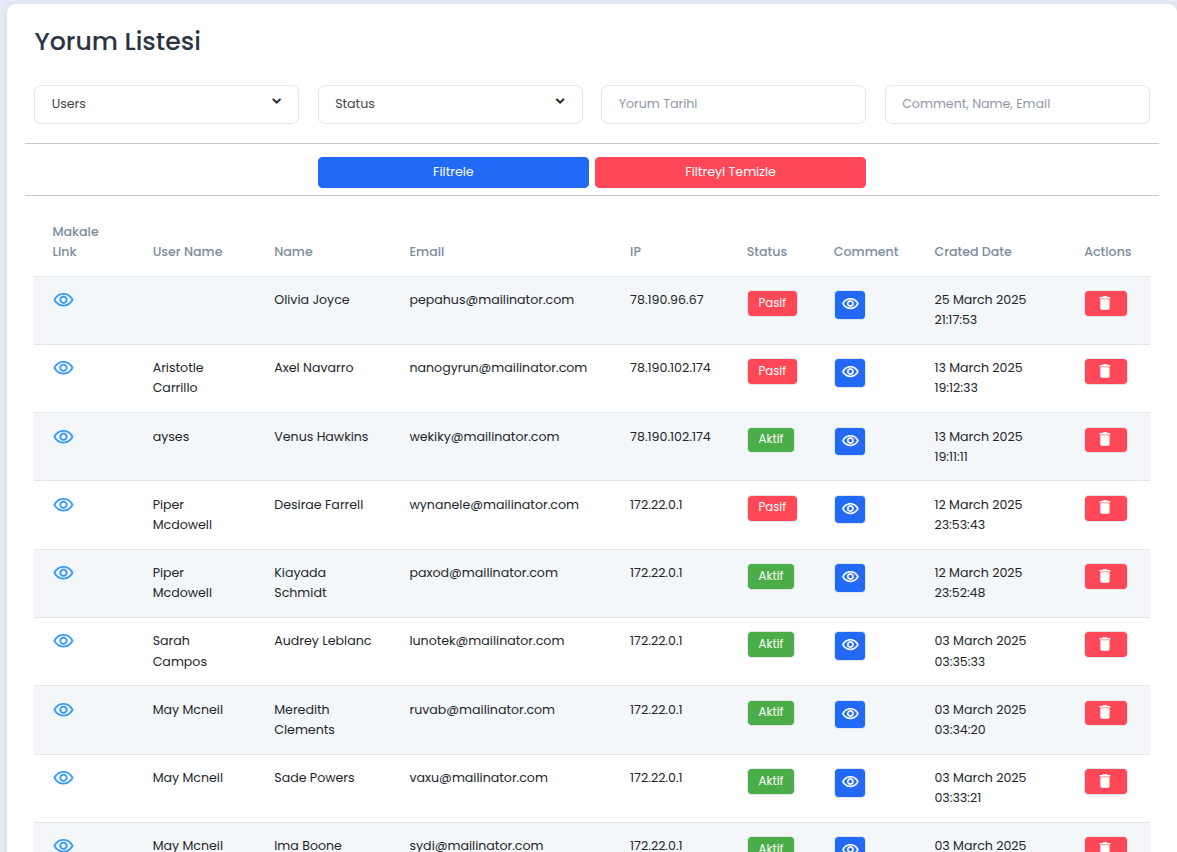 Yorum Listesi
Users Status Yorum Tarihi Comment, Name, Email
Filtrele Filtreyi Temizle
Makale
Link User Name Name Email IP Status Comment Crated Date Actions
Olivia Joyce pepahus@mailinator.com 78.190.96.67 Pasif 25 March 2025
21:17:53
Aristotle Axel Navarro nanogyrun@mailinator.com 78.190.102.174 Pasif 13 March 2025
Carrillo 19:12:33
ayses Venus Hawkins wekiky@mailinator.com 78.190.102.174 Aktif 13 March 2025
19:11:11
Piper Desirae Farrell wynanele@mailinator.com 172.22.0.1 Pasif 12 March 2025
Mcdowell 23:53:43
Piper Kiayada paxod@mailinator.com 172.22.0.1 Aktif 12 March 2025
Mcdowell Schmidt 23:52:48
Sarah Audrey Leblanc lunotek@mailinator.com 172.22.0.1 Aktif 03 March 2025
Campos 03:35:33
May Mcneil Meredith ruvab@mailinator.com 172.22.0.1 Aktif 03 March 2025
Clements 03:34:20
May Mcneil Sade Powers vaxu@mailinator.com 172.22.0.1 Aktif 03 March 2025
03:33:21
May Mcneil Ima Boone sydi@mailinator.com 172.22.0.1 Aktif 03 March 2025